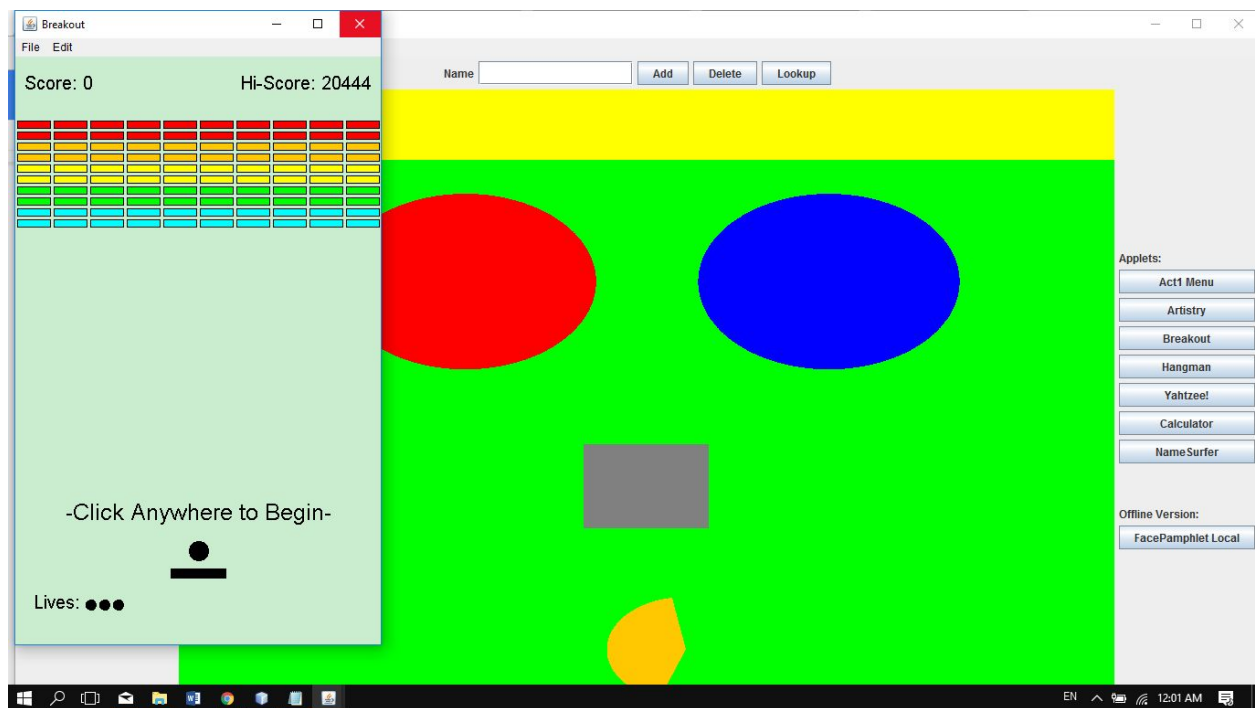 Breakout
File Edit
Score: 0 Hi-Score: 20444
-Click Anywhere to Begin-
Lives:
Name Add Delete Lookup
Applets:
Act1 Menu
Artistry
Breakout
Hangman
Yahtzee!
Calculator
NameSurfer
Offline Version:
FacePamphlet Local
EN 12:01 AM